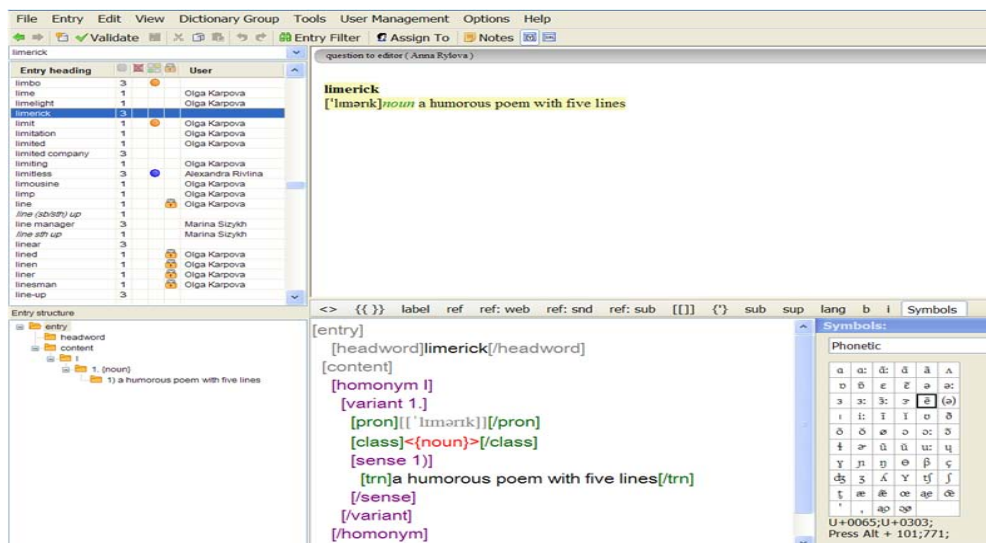 File Entry Edit View Dictionary Group Tools User Management Options Help
Validate Entry Filter Assign To Notes
limerick
Entry heading User
limbo 3
lime 1 Olga Karpova
limelight 1 Olga Karpova
limerick 3
limit 1 Olga Karpova
limitation 1 Olga Karpova
limited 1 Olga Karpova
limited company 3
limiting 1 Olga Karpova
limitless 3 Alexandra Rivlina
limousine 1 Olga Karpova
limp 1 Olga Karpova
line 1 Olga Karpova
line (sb/sth) up 1
line manager 3 Marina Sizykh
line sth up 1 Marina Sizykh
linear 3
lined 1 Olga Karpova
linen 1 Olga Karpova
liner 1 Olga Karpova
linesman 1 Olga Karpova
line-up 3
question to editor ( Anna Rylova )
limerick
[ˈlɪmərɪk]noun a humorous poem with five lines
Entry structure
entry
headword
content
I
1. {noun}
1) a humorous poem with five lines
<> {{ }} label ref ref: web ref: snd ref: sub [[]] {'} sub sup lang b i Symbols
[entry]
[headword]limerick[/headword]
[content]
[homonym I]
[variant 1.]
[pron][[ˈlɪmərɪk]][/pron]
[class]<{noun}>[/class]
[sense 1)]
[trn]a humorous poem with five lines[/trn]
[/sense]
[/variant]
[/homonym]
Symbols:
Phonetic
U+0065;U+0303;
Press Alt + 101;771;